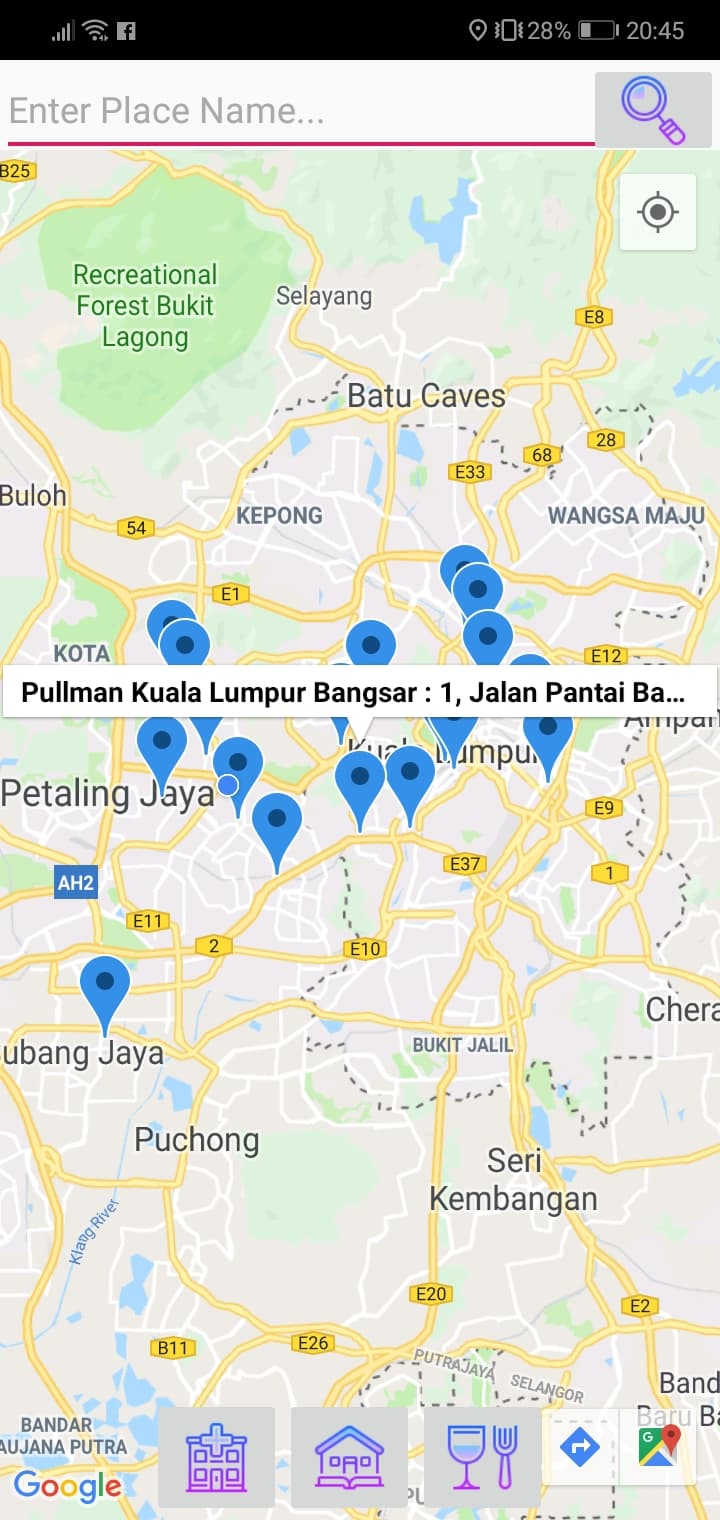 28% 20:45
Enter Place Name...
B25
Recreational
Forest Bukit
Lagong
Selayang
E8
Batu Caves
28
68
E33
Buloh
KEPONG
WANGSA MAJU
54
E1
KOTA
E12
Pullman Kuala Lumpur Bangsar : 1, Jalan Pantai Ba...
Petaling Jaya
E9
E37
1
AH2
E11
2
E10
Chera
BUKIT JALIL
ubang Jaya
Puchong
Seri
Kembangan
Klang River
E20
E2
E26
B11
PUTRAJAYA
SELANGOR
Band
Baru Ba
BANDAR
AUJANA PUTRA
G
Google